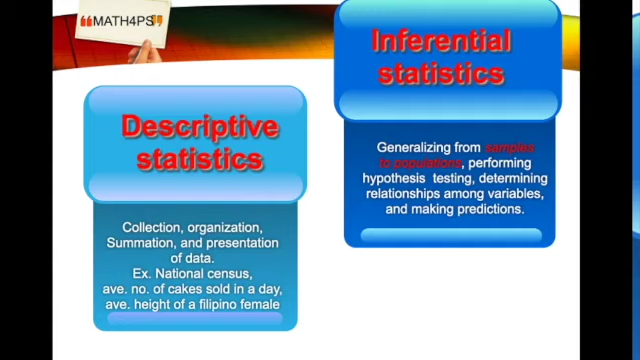 ❝MATH4PS❞
Descriptive
statistics
Collection, organization,
Summation, and presentation
of data.
Ex. National census,
ave. no. of cakes sold in a day,
ave. height of a filipino female
Inferential
statistics
Generalizing from samples
to populations, performing
hypothesis testing, determining
relationships among variables,
and making predictions.